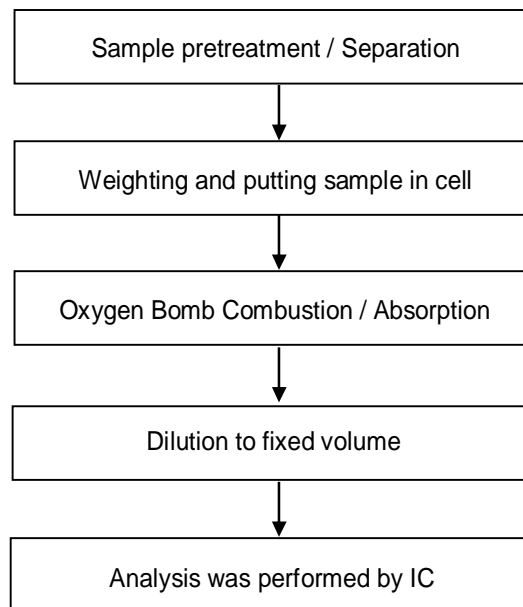 Sample pretreatment / Separation
Weighting and putting sample in cell
Oxygen Bomb Combustion / Absorption
Dilution to fixed volume
Analysis was performed by IC